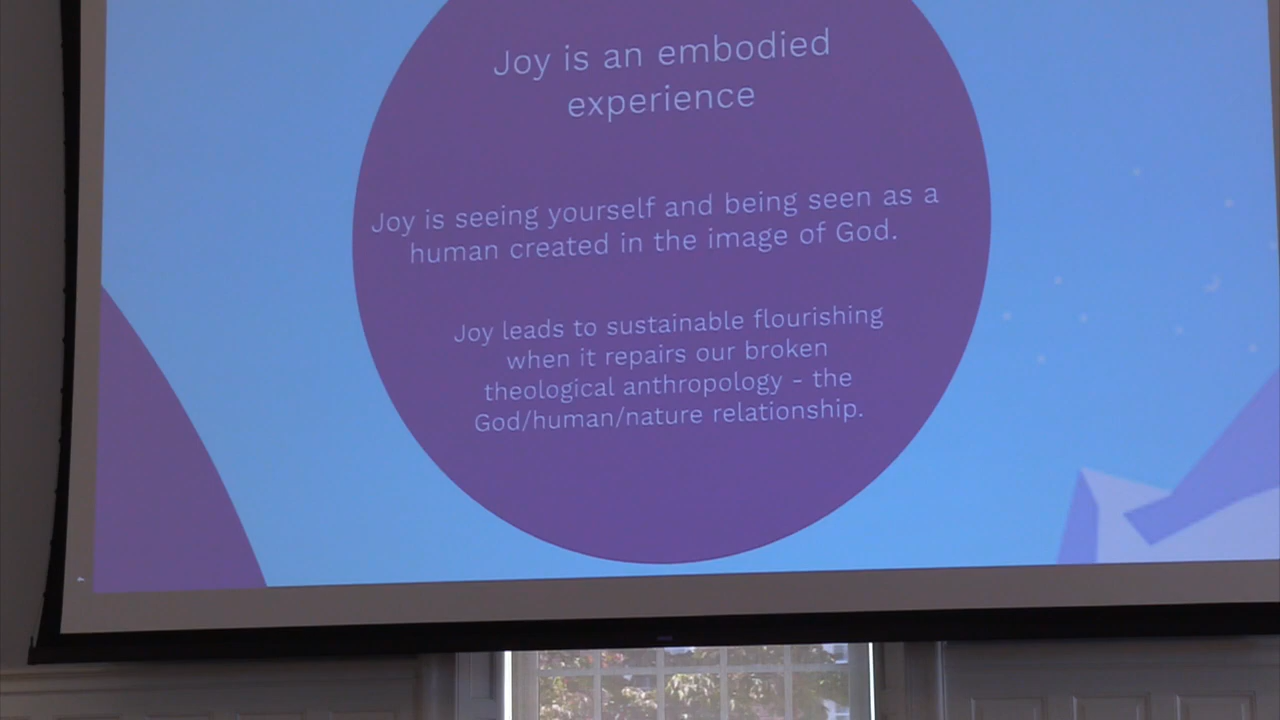 Joy is an embodied
experience
Joy is seeing yourself and being seen as a
human created in the image of God.
Joy leads to sustainable flourishing
when it repairs our broken
theological anthropology - the
God/human/nature relationship.